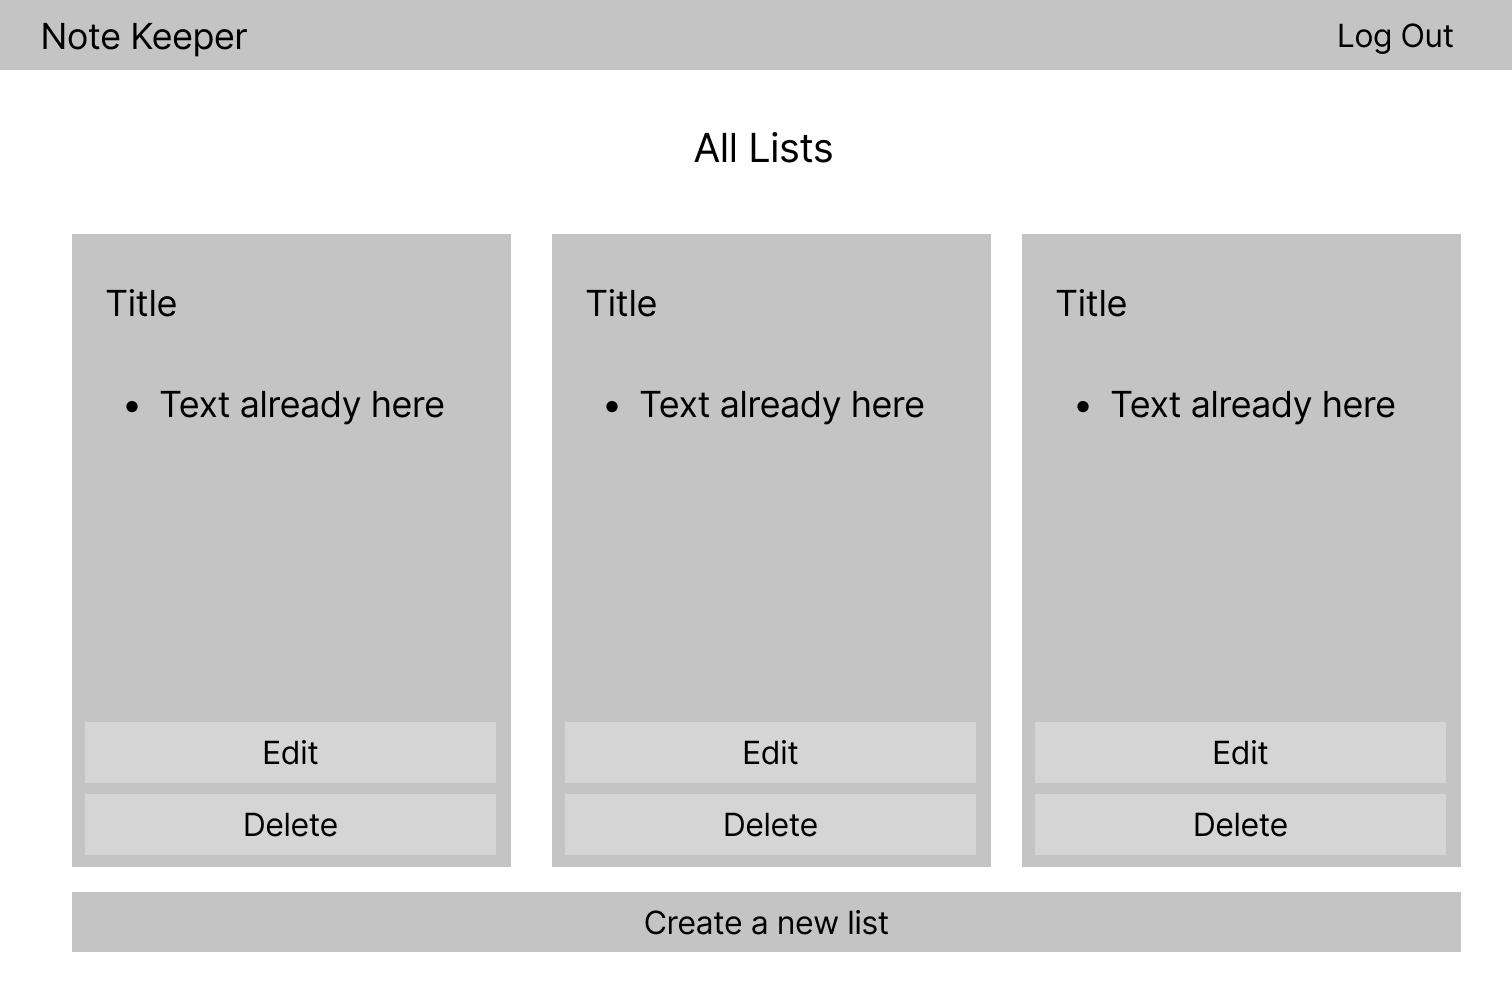 Note Keeper
Log Out
All Lists
Title
• Text already here
Edit
Delete
Title
• Text already here
Edit
Delete
Title
• Text already here
Edit
Delete
Create a new list